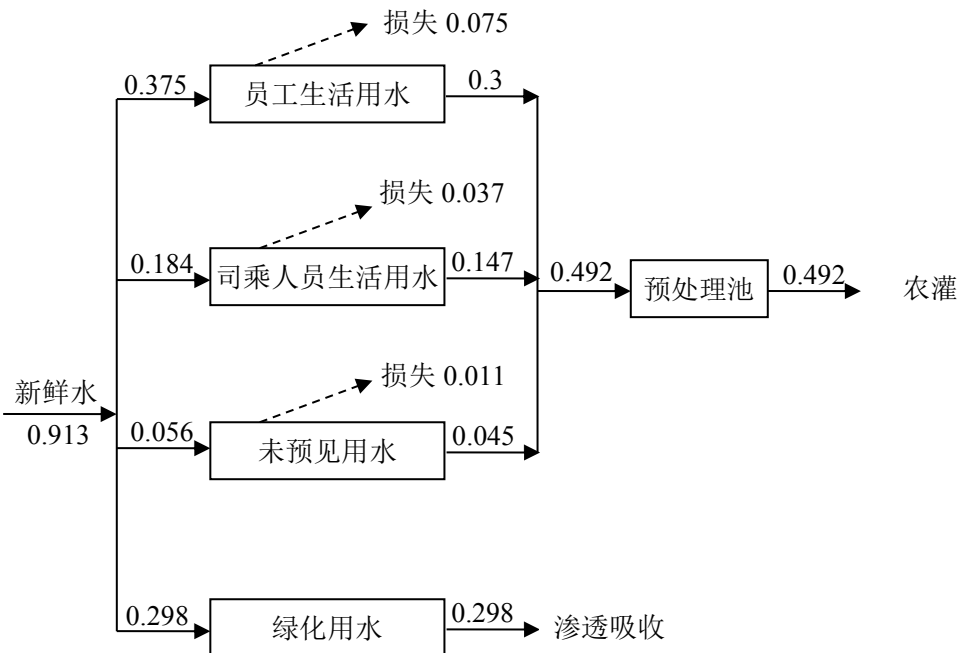 损失 0.075
0.375
员工生活用水
0.3
损失 0.037
0.184
司乘人员生活用水
0.147
0.492
预处理池
0.492
农灌
损失 0.011
新鲜水
0.913
0.056
未预见用水
0.045
0.298
绿化用水
0.298
渗透吸收